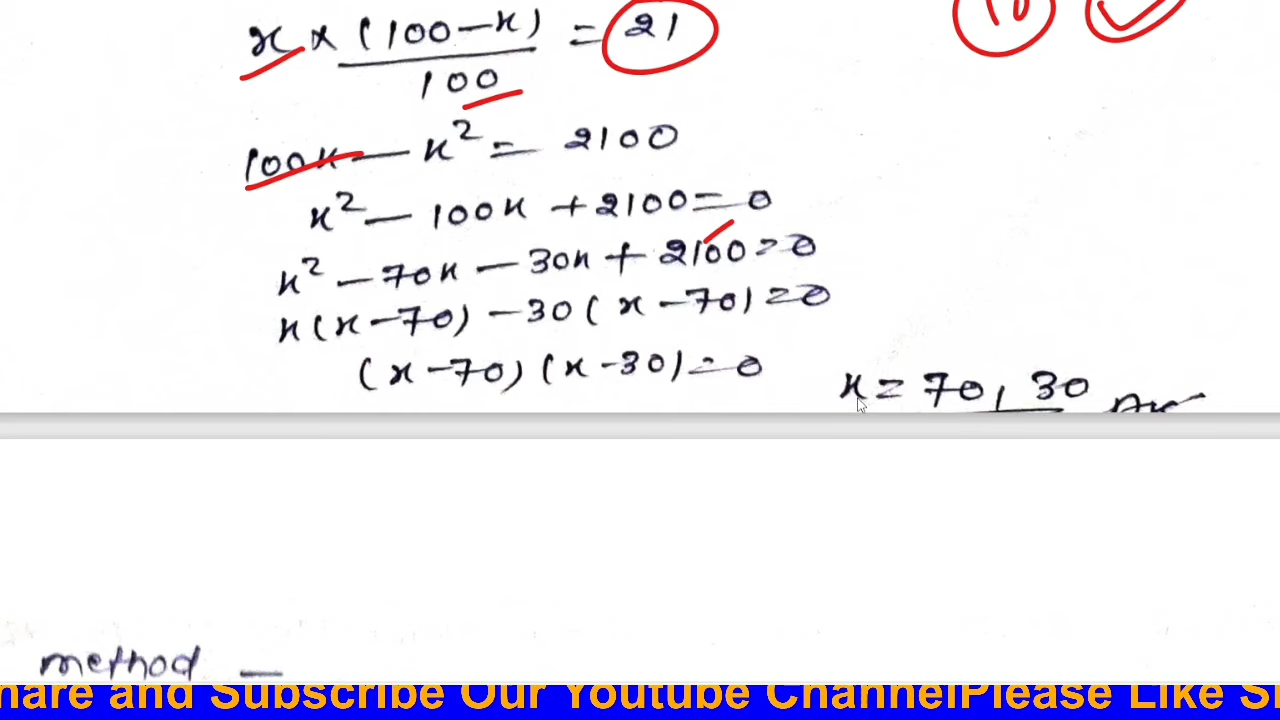 x × (100 - x) / 100 = 21
10
100x - x² = 2100
x² - 100x + 2100 = 0
x² - 70x - 30x + 2100 = 0
x(x - 70) - 30(x - 70) = 0
(x - 70)(x - 30) = 0
x = 70, 30
method —
hare and Subscribe Our Youtube ChannelPlease Like S